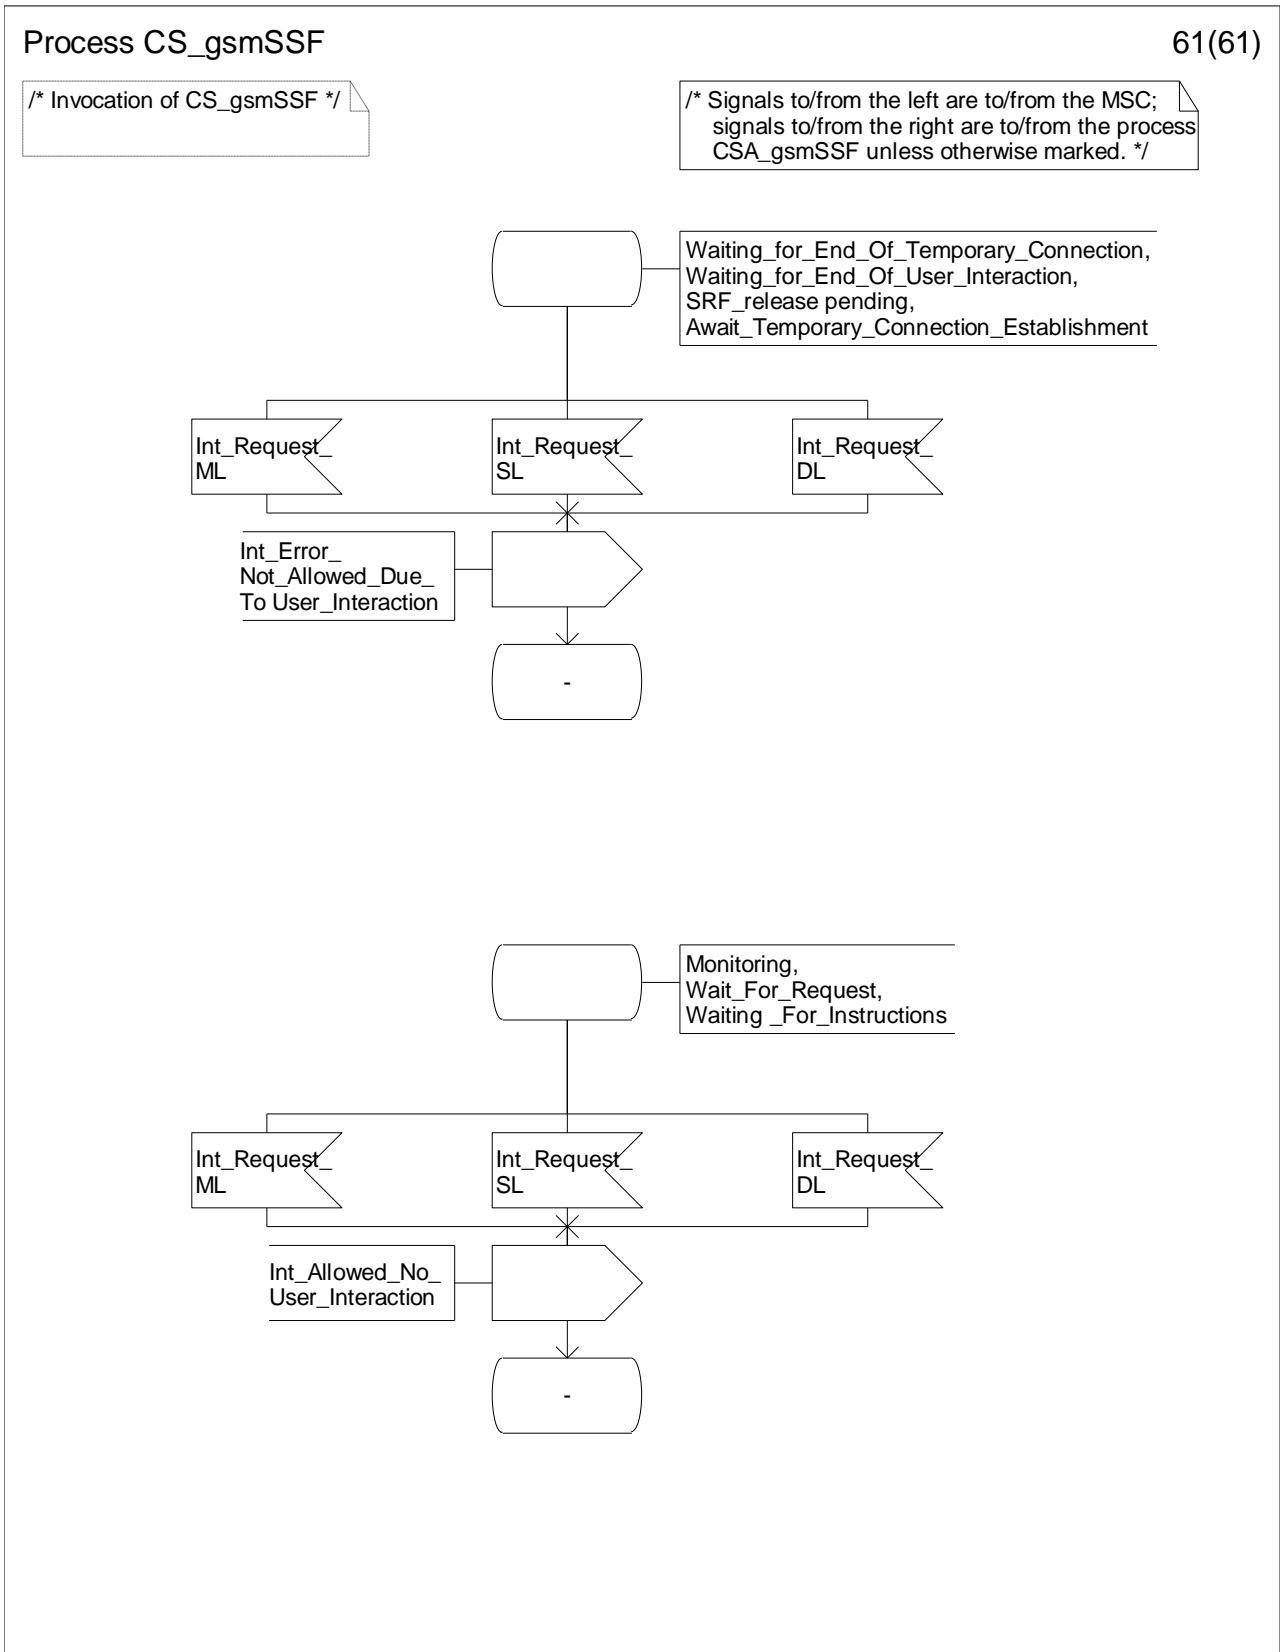 Process CS_gsmSSF
61(61)
/* Invocation of CS_gsmSSF */
/* Signals to/from the left are to/from the MSC;
signals to/from the right are to/from the process
CSA_gsmSSF unless otherwise marked. */
Waiting_for_End_Of_Temporary_Connection,
Waiting_for_End_Of_User_Interaction,
SRF_release pending,
Await_Temporary_Connection_Establishment
Int_Request_
ML
Int_Request_
SL
Int_Request_
DL
Int_Error_
Not_Allowed_Due_
To User_Interaction
-
Monitoring,
Wait_For_Request,
Waiting _For_Instructions
Int_Request_
ML
Int_Request_
SL
Int_Request_
DL
Int_Allowed_No_
User_Interaction
-